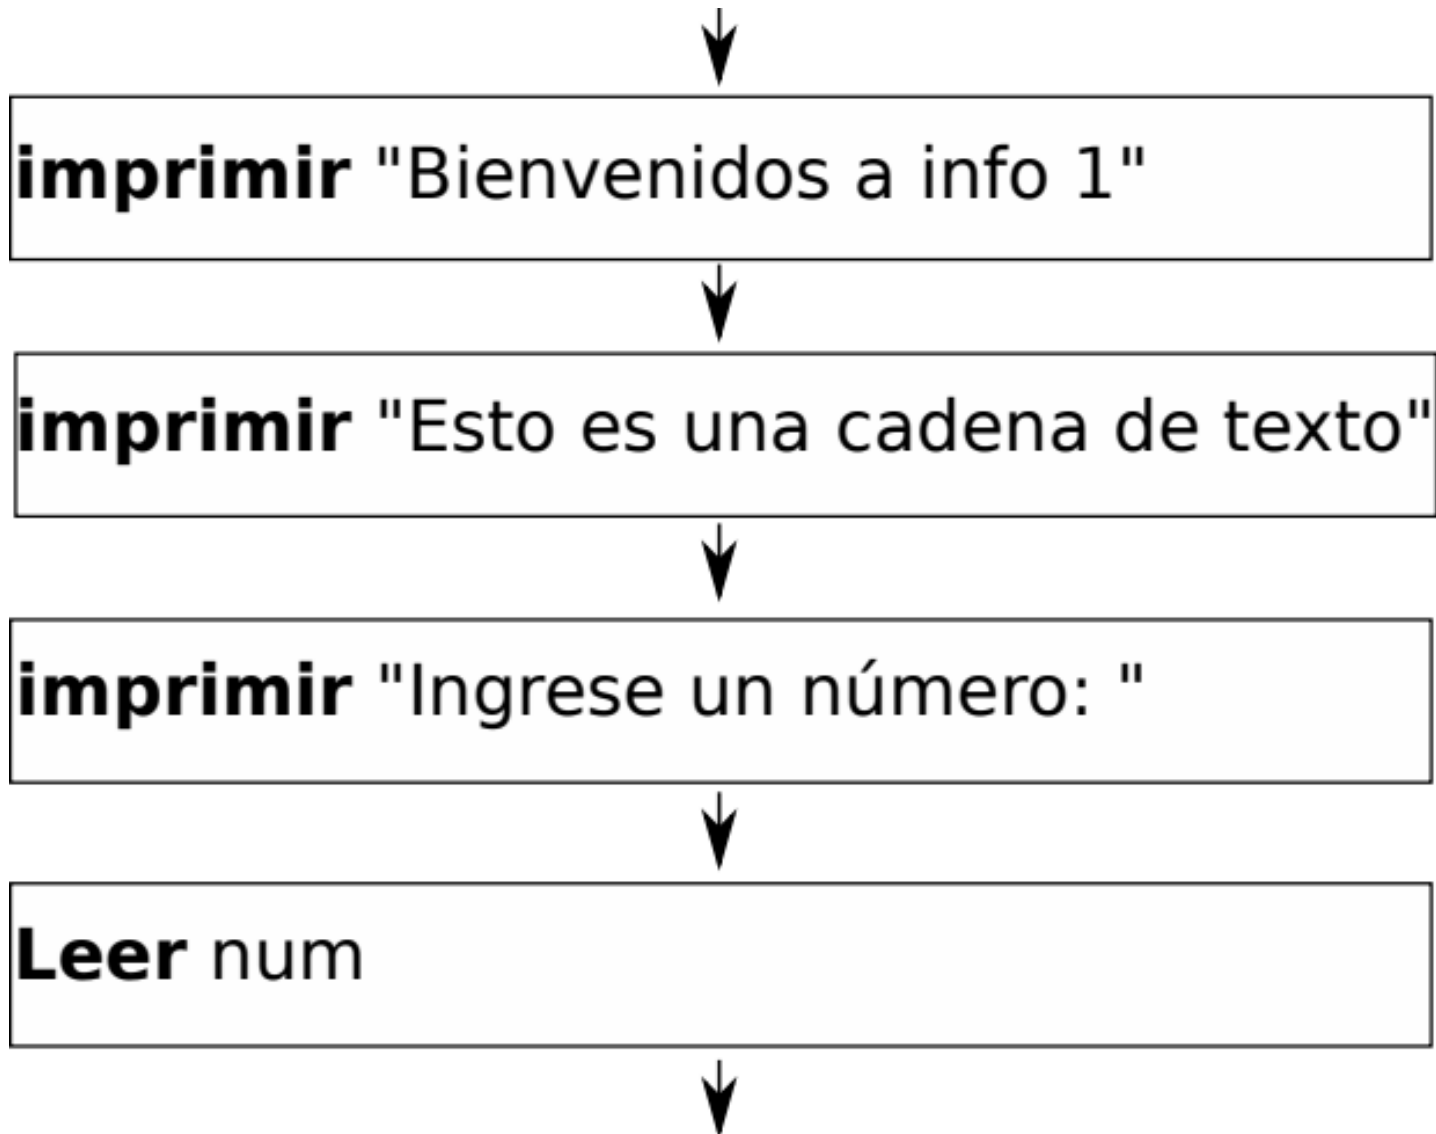 imprimir "Bienvenidos a info 1"
imprimir "Esto es una cadena de texto"
imprimir "Ingrese un número: "
Leer num